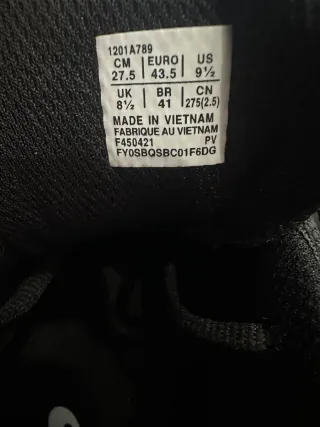 1201A789
CM EURO US
27.5 43.5 9½
UK BR CN
8½ 41 275(2.5)
MADE IN VIETNAM
FABRIQUE AU VIETNAM
F450421 PV
FY0SBQSBC01F6DG